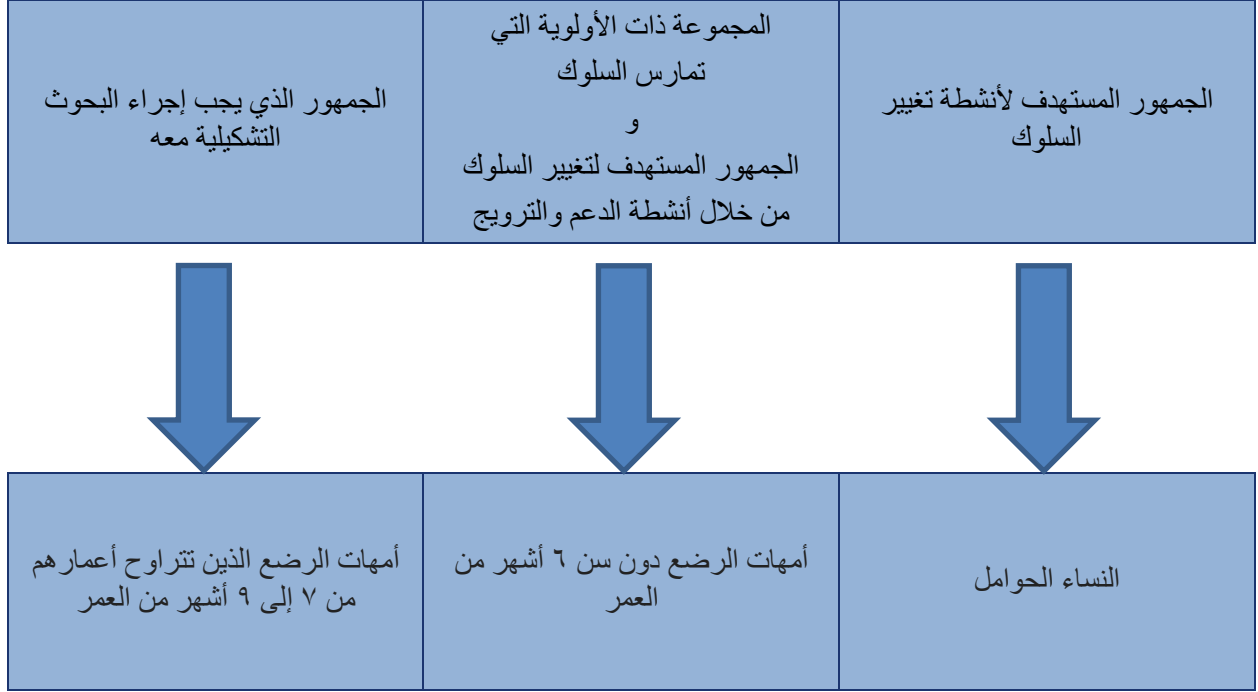 الجمهور المستهدف لأنشطة تغيير
السلوك
المجموعة ذات الأولوية التي
تمارس السلوك
و
الجمهور المستهدف لتغيير السلوك
من خلال أنشطة الدعم والترويج
الجمهور الذي يجب إجراء البحوث
التشكيلية معه
النساء الحوامل
أمهات الرضع دون سن ٦ أشهر من
العمر
أمهات الرضع الذين تتراوح أعمارهم
من ٧ إلى ٩ أشهر من العمر